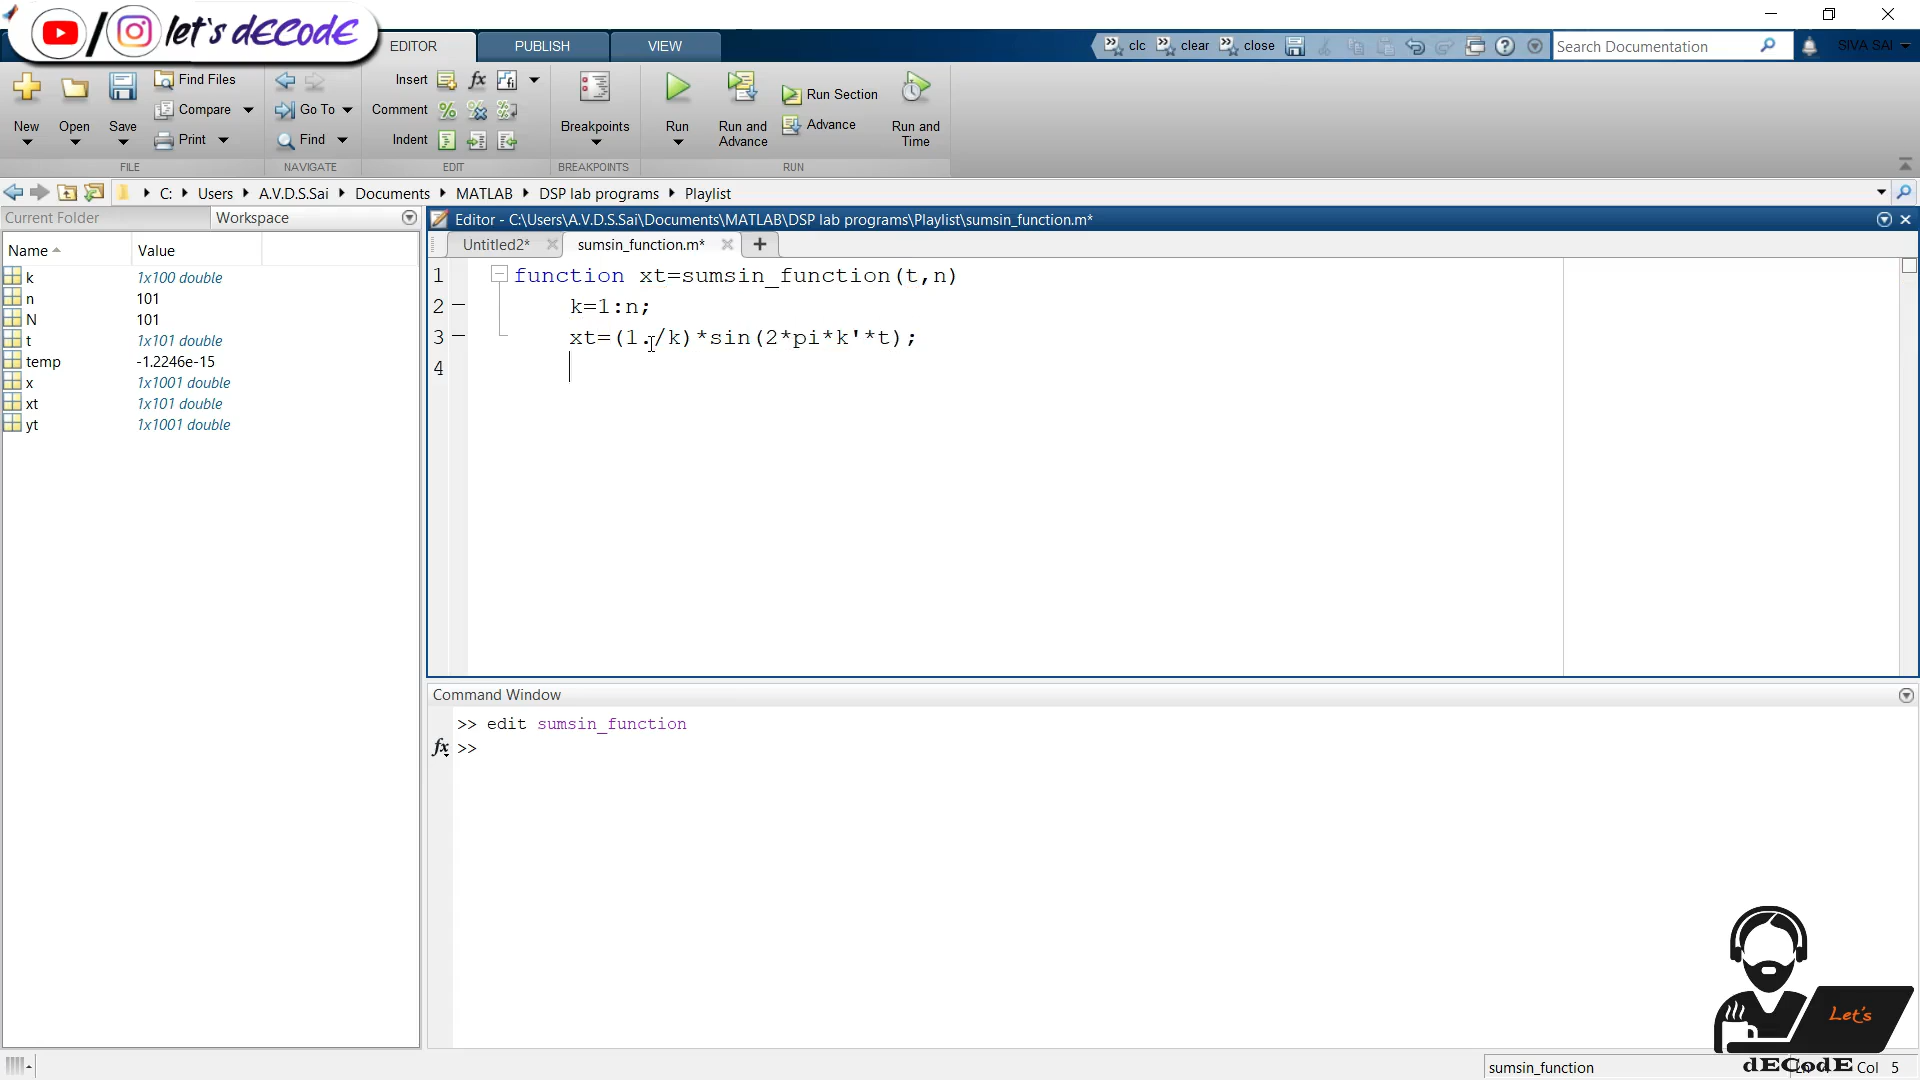 let's dECodE
EDITOR
PUBLISH
VIEW
clc
clear
close
Search Documentation
SIVA SAI
New
Open
Save
Find Files
Compare
Print
Go To
Find
Insert
fx
Comment
Indent
Breakpoints
Run
Run and Advance
Run Section
Advance
Run and Time
FILE
NAVIGATE
EDIT
BREAKPOINTS
RUN
C: Users A.V.D.S.Sai Documents MATLAB DSP lab programs Playlist
Current Folder
Workspace
Name Value
k 1x100 double
n 101
N 101
t 1x101 double
temp -1.2246e-15
x 1x1001 double
xt 1x101 double
yt 1x1001 double
Editor - C:\Users\A.V.D.S.Sai\Documents\MATLAB\DSP lab programs\Playlist\sumsin_function.m*
Untitled2*
sumsin_function.m*
1 function xt=sumsin_function(t,n)
2 k=1:n;
3 xt=(1./k)*sin(2*pi*k'*t);
4
Command Window
>> edit sumsin_function
fx >>
Let's
dECodE
sumsin_function
Col 5